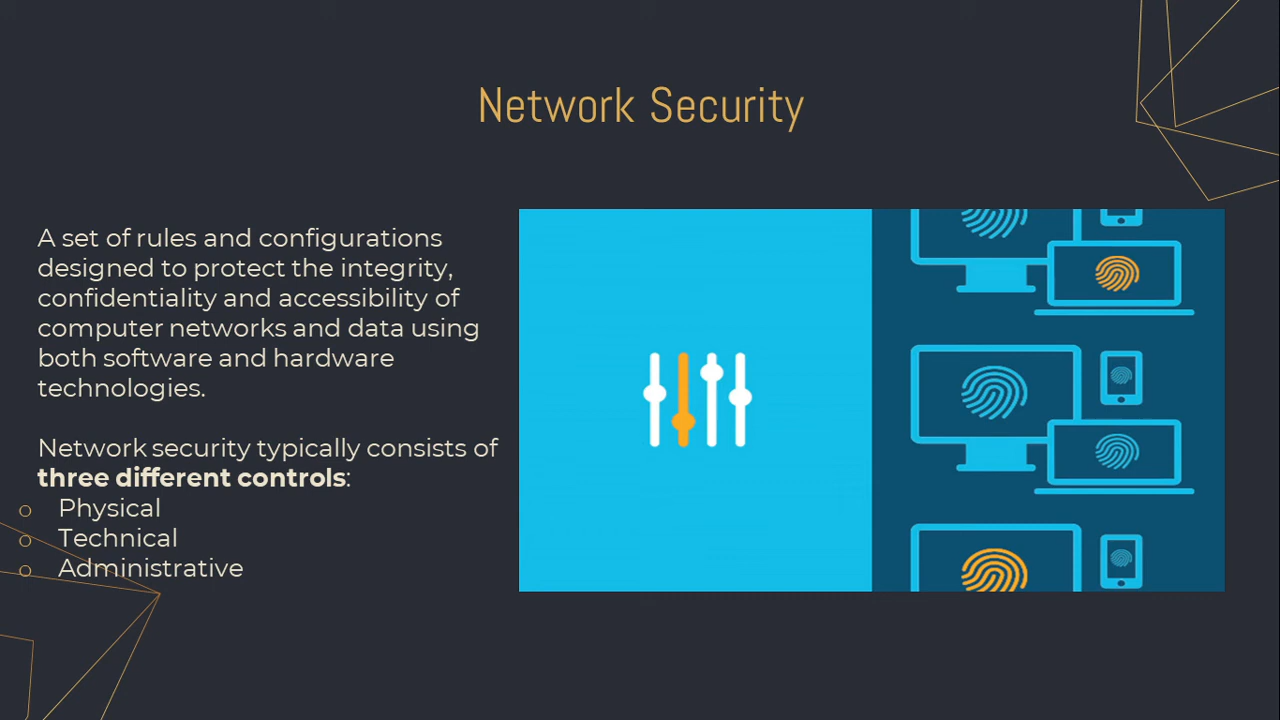 Network Security
A set of rules and configurations
designed to protect the integrity,
confidentiality and accessibility of
computer networks and data using
both software and hardware
technologies.
Network security typically consists of
three different controls:
Physical
Technical
Administrative